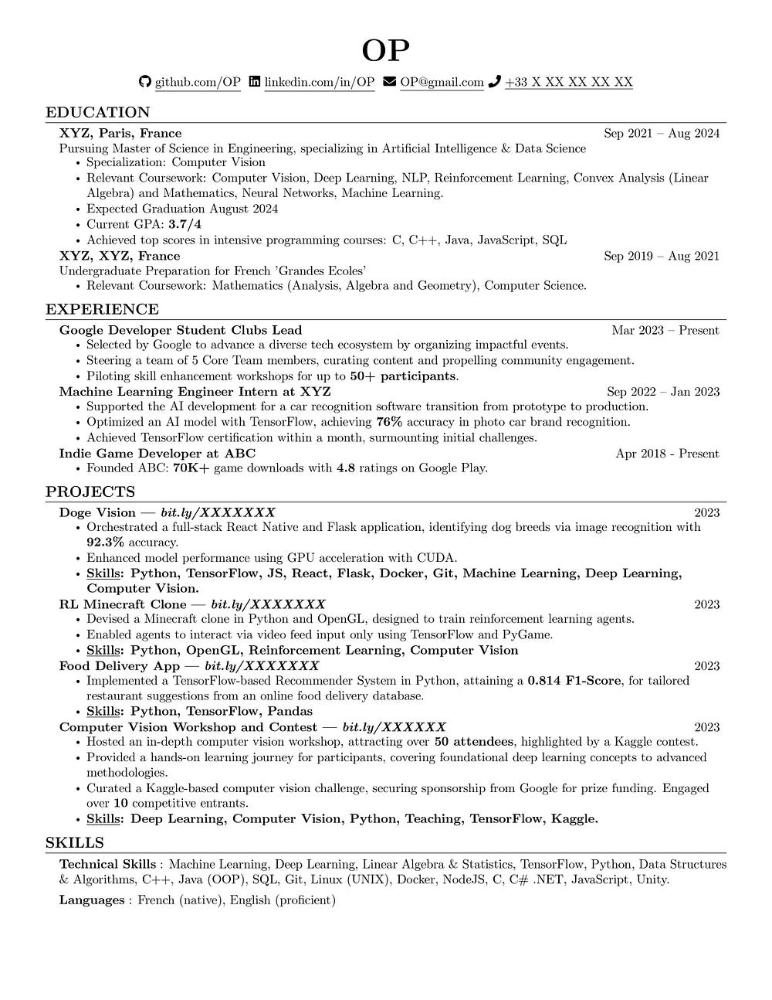 OP
github.com/OP linkedin.com/in/OP OP@gmail.com +33 X XX XX XX XX
EDUCATION
XYZ, Paris, France Sep 2021 – Aug 2024
Pursuing Master of Science in Engineering, specializing in Artificial Intelligence & Data Science
• Specialization: Computer Vision
• Relevant Coursework: Computer Vision, Deep Learning, NLP, Reinforcement Learning, Convex Analysis (Linear
Algebra) and Mathematics, Neural Networks, Machine Learning.
• Expected Graduation August 2024
• Current GPA: 3.7/4
• Achieved top scores in intensive programming courses: C, C++, Java, JavaScript, SQL
XYZ, XYZ, France Sep 2019 – Aug 2021
Undergraduate Preparation for French 'Grandes Ecoles'
• Relevant Coursework: Mathematics (Analysis, Algebra and Geometry), Computer Science.
EXPERIENCE
Google Developer Student Clubs Lead Mar 2023 – Present
• Selected by Google to advance a diverse tech ecosystem by organizing impactful events.
• Steering a team of 5 Core Team members, curating content and propelling community engagement.
• Piloting skill enhancement workshops for up to 50+ participants.
Machine Learning Engineer Intern at XYZ Sep 2022 – Jan 2023
• Supported the AI development for a car recognition software transition from prototype to production.
• Optimized an AI model with TensorFlow, achieving 76% accuracy in photo car brand recognition.
• Achieved TensorFlow certification within a month, surmounting initial challenges.
Indie Game Developer at ABC Apr 2018 - Present
• Founded ABC: 70K+ game downloads with 4.8 ratings on Google Play.
PROJECTS
Doge Vision — bit.ly/XXXXXXX 2023
• Orchestrated a full-stack React Native and Flask application, identifying dog breeds via image recognition with
92.3% accuracy.
• Enhanced model performance using GPU acceleration with CUDA.
• Skills: Python, TensorFlow, JS, React, Flask, Docker, Git, Machine Learning, Deep Learning,
Computer Vision.
RL Minecraft Clone — bit.ly/XXXXXXX 2023
• Devised a Minecraft clone in Python and OpenGL, designed to train reinforcement learning agents.
• Enabled agents to interact via video feed input only using TensorFlow and PyGame.
• Skills: Python, OpenGL, Reinforcement Learning, Computer Vision
Food Delivery App — bit.ly/XXXXXXX 2023
• Implemented a TensorFlow-based Recommender System in Python, attaining a 0.814 F1-Score, for tailored
restaurant suggestions from an online food delivery database.
• Skills: Python, TensorFlow, Pandas
Computer Vision Workshop and Contest — bit.ly/XXXXXX 2023
• Hosted an in-depth computer vision workshop, attracting over 50 attendees, highlighted by a Kaggle contest.
• Provided a hands-on learning journey for participants, covering foundational deep learning concepts to advanced
methodologies.
• Curated a Kaggle-based computer vision challenge, securing sponsorship from Google for prize funding. Engaged
over 10 competitive entrants.
• Skills: Deep Learning, Computer Vision, Python, Teaching, TensorFlow, Kaggle.
SKILLS
Technical Skills : Machine Learning, Deep Learning, Linear Algebra & Statistics, TensorFlow, Python, Data Structures
& Algorithms, C++, Java (OOP), SQL, Git, Linux (UNIX), Docker, NodeJS, C, C# .NET, JavaScript, Unity.
Languages : French (native), English (proficient)